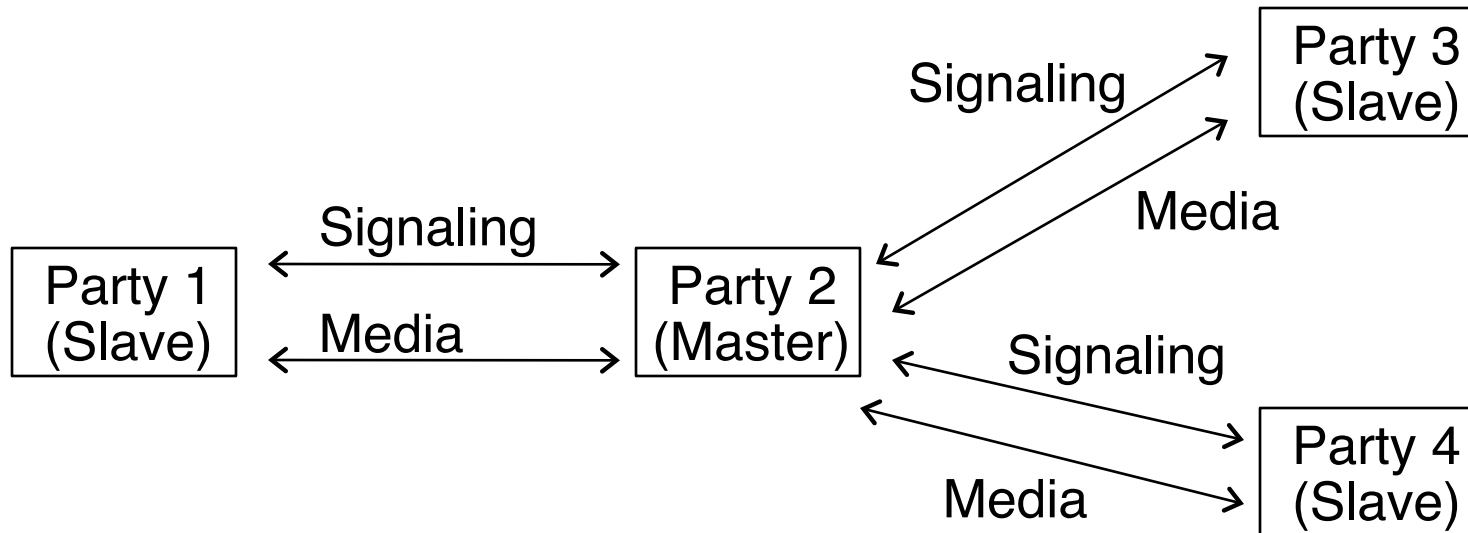 Party 3
(Slave)
Signaling
Media
Signaling
Party 1
(Slave)
Media
Party 2
(Master)
Signaling
Party 4
(Slave)
Media